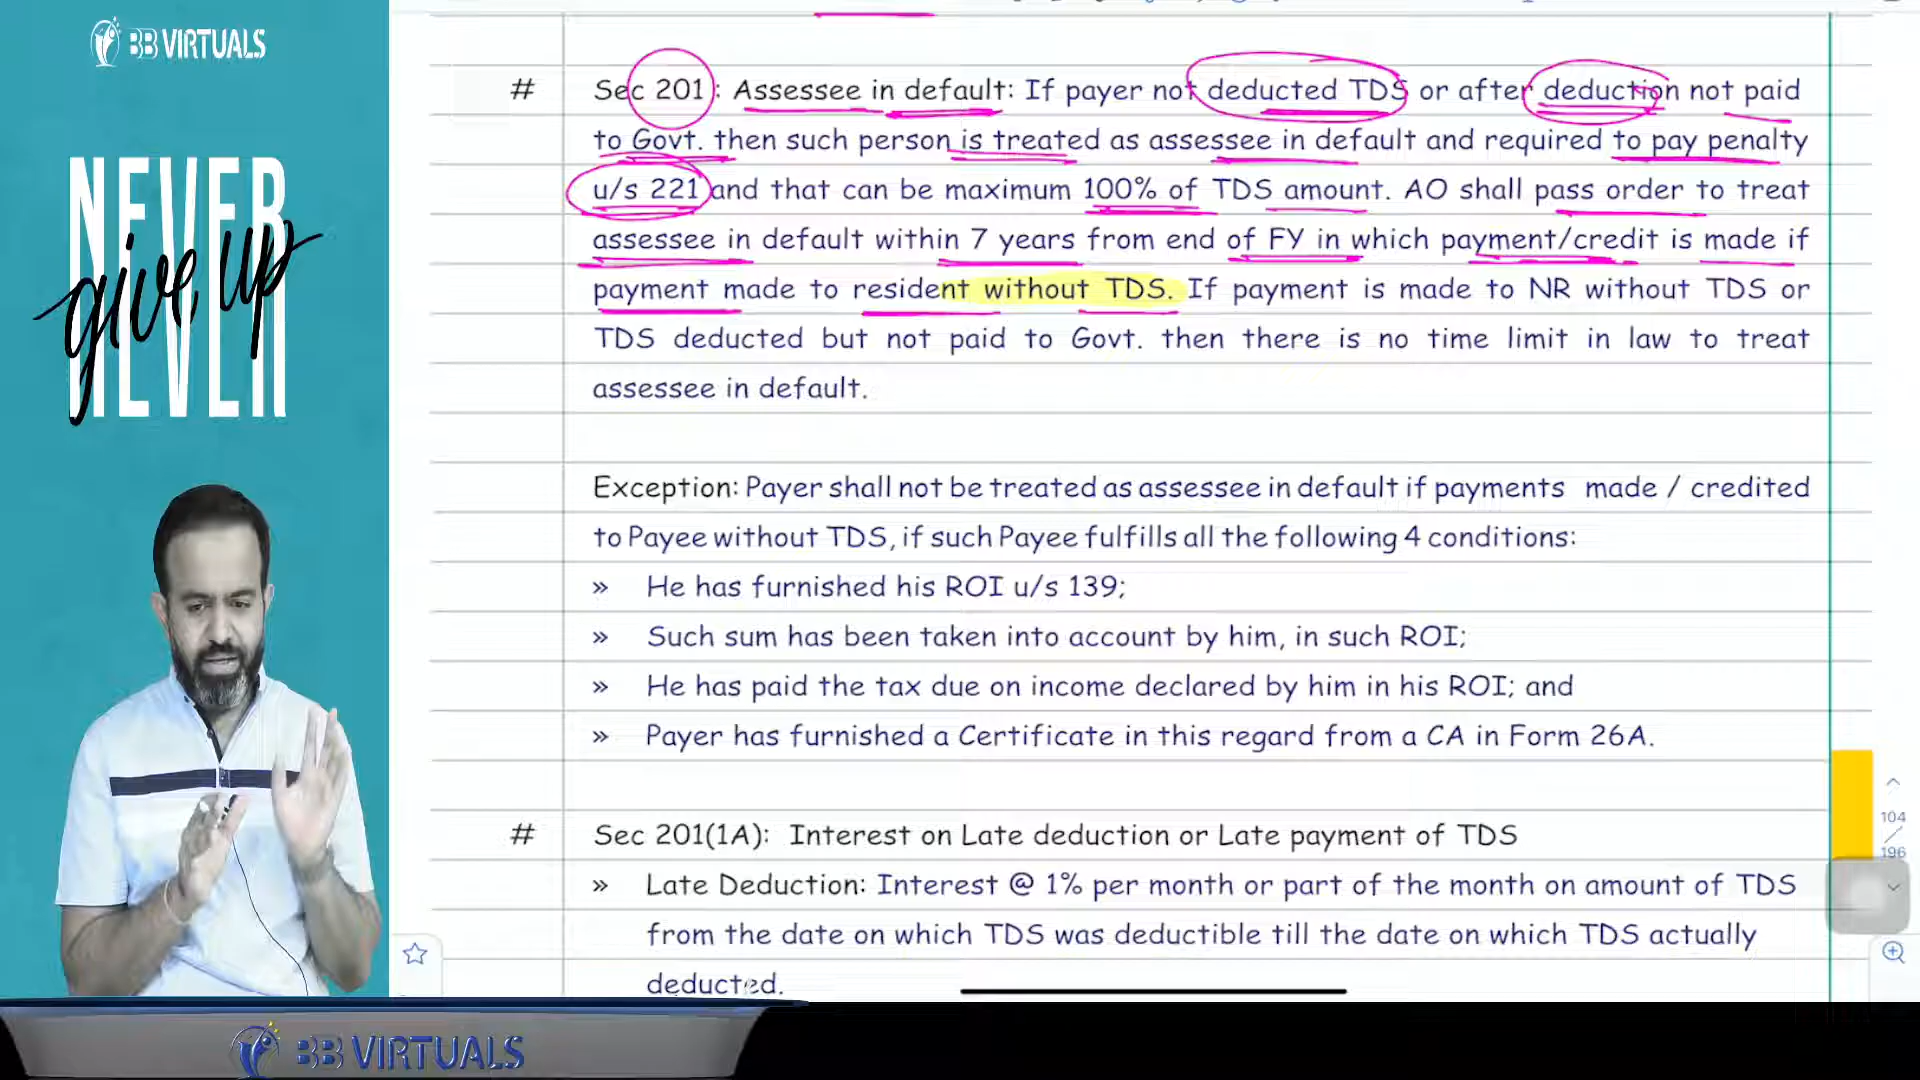 BB VIRTUALS
NEVER
give up
NEVER
# Sec 201 : Assessee in default: If payer not deducted TDS or after deduction not paid
to Govt. then such person is treated as assessee in default and required to pay penalty
u/s 221 and that can be maximum 100% of TDS amount. AO shall pass order to treat
assessee in default within 7 years from end of FY in which payment/credit is made if
payment made to resident without TDS. If payment is made to NR without TDS or
TDS deducted but not paid to Govt. then there is no time limit in law to treat
assessee in default.
Exception: Payer shall not be treated as assessee in default if payments made / credited
to Payee without TDS, if such Payee fulfills all the following 4 conditions:
» He has furnished his ROI u/s 139;
» Such sum has been taken into account by him, in such ROI;
» He has paid the tax due on income declared by him in his ROI; and
» Payer has furnished a Certificate in this regard from a CA in Form 26A.
# Sec 201(1A): Interest on Late deduction or Late payment of TDS
» Late Deduction: Interest @ 1% per month or part of the month on amount of TDS
from the date on which TDS was deductible till the date on which TDS actually
deducted.
104
/
196
BB VIRTUALS